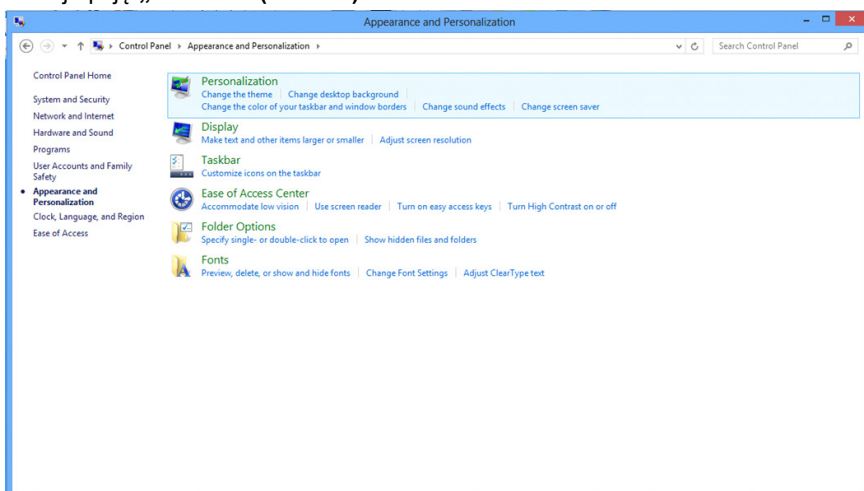 Appearance and Personalization
Control Panel Appearance and Personalization
Search Control Panel
Control Panel Home
System and Security
Network and Internet
Hardware and Sound
Programs
User Accounts and Family
Safety
Appearance and
Personalization
Clock, Language, and Region
Ease of Access
Personalization
Change the theme Change desktop background
Change the color of your taskbar and window borders Change sound effects Change screen saver
Display
Make text and other items larger or smaller Adjust screen resolution
Taskbar
Customize icons on the taskbar
Ease of Access Center
Accommodate low vision Use screen reader Turn on easy access keys Turn High Contrast on or off
Folder Options
Specify single- or double-click to open Show hidden files and folders
Fonts
Preview, delete, or show and hide fonts Change Font Settings Adjust ClearType text